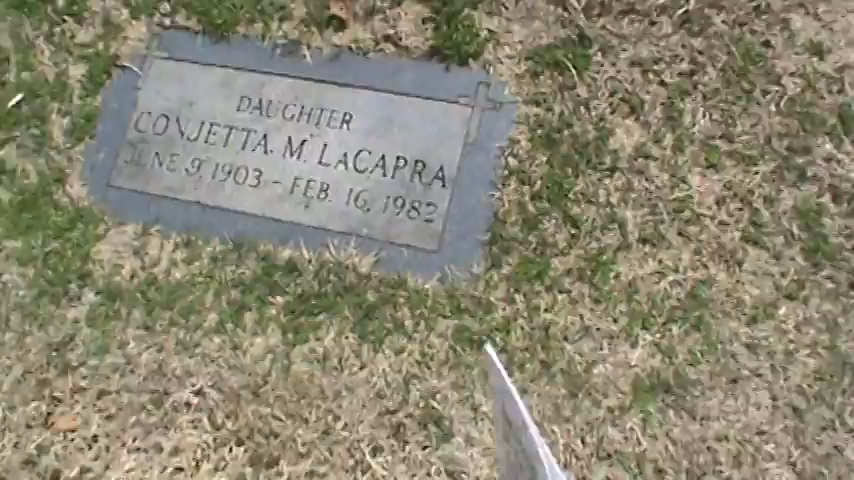 DAUGHTER
CONJETTA M. LACAPRA
JUNE 9, 1903 - FEB. 16, 1982